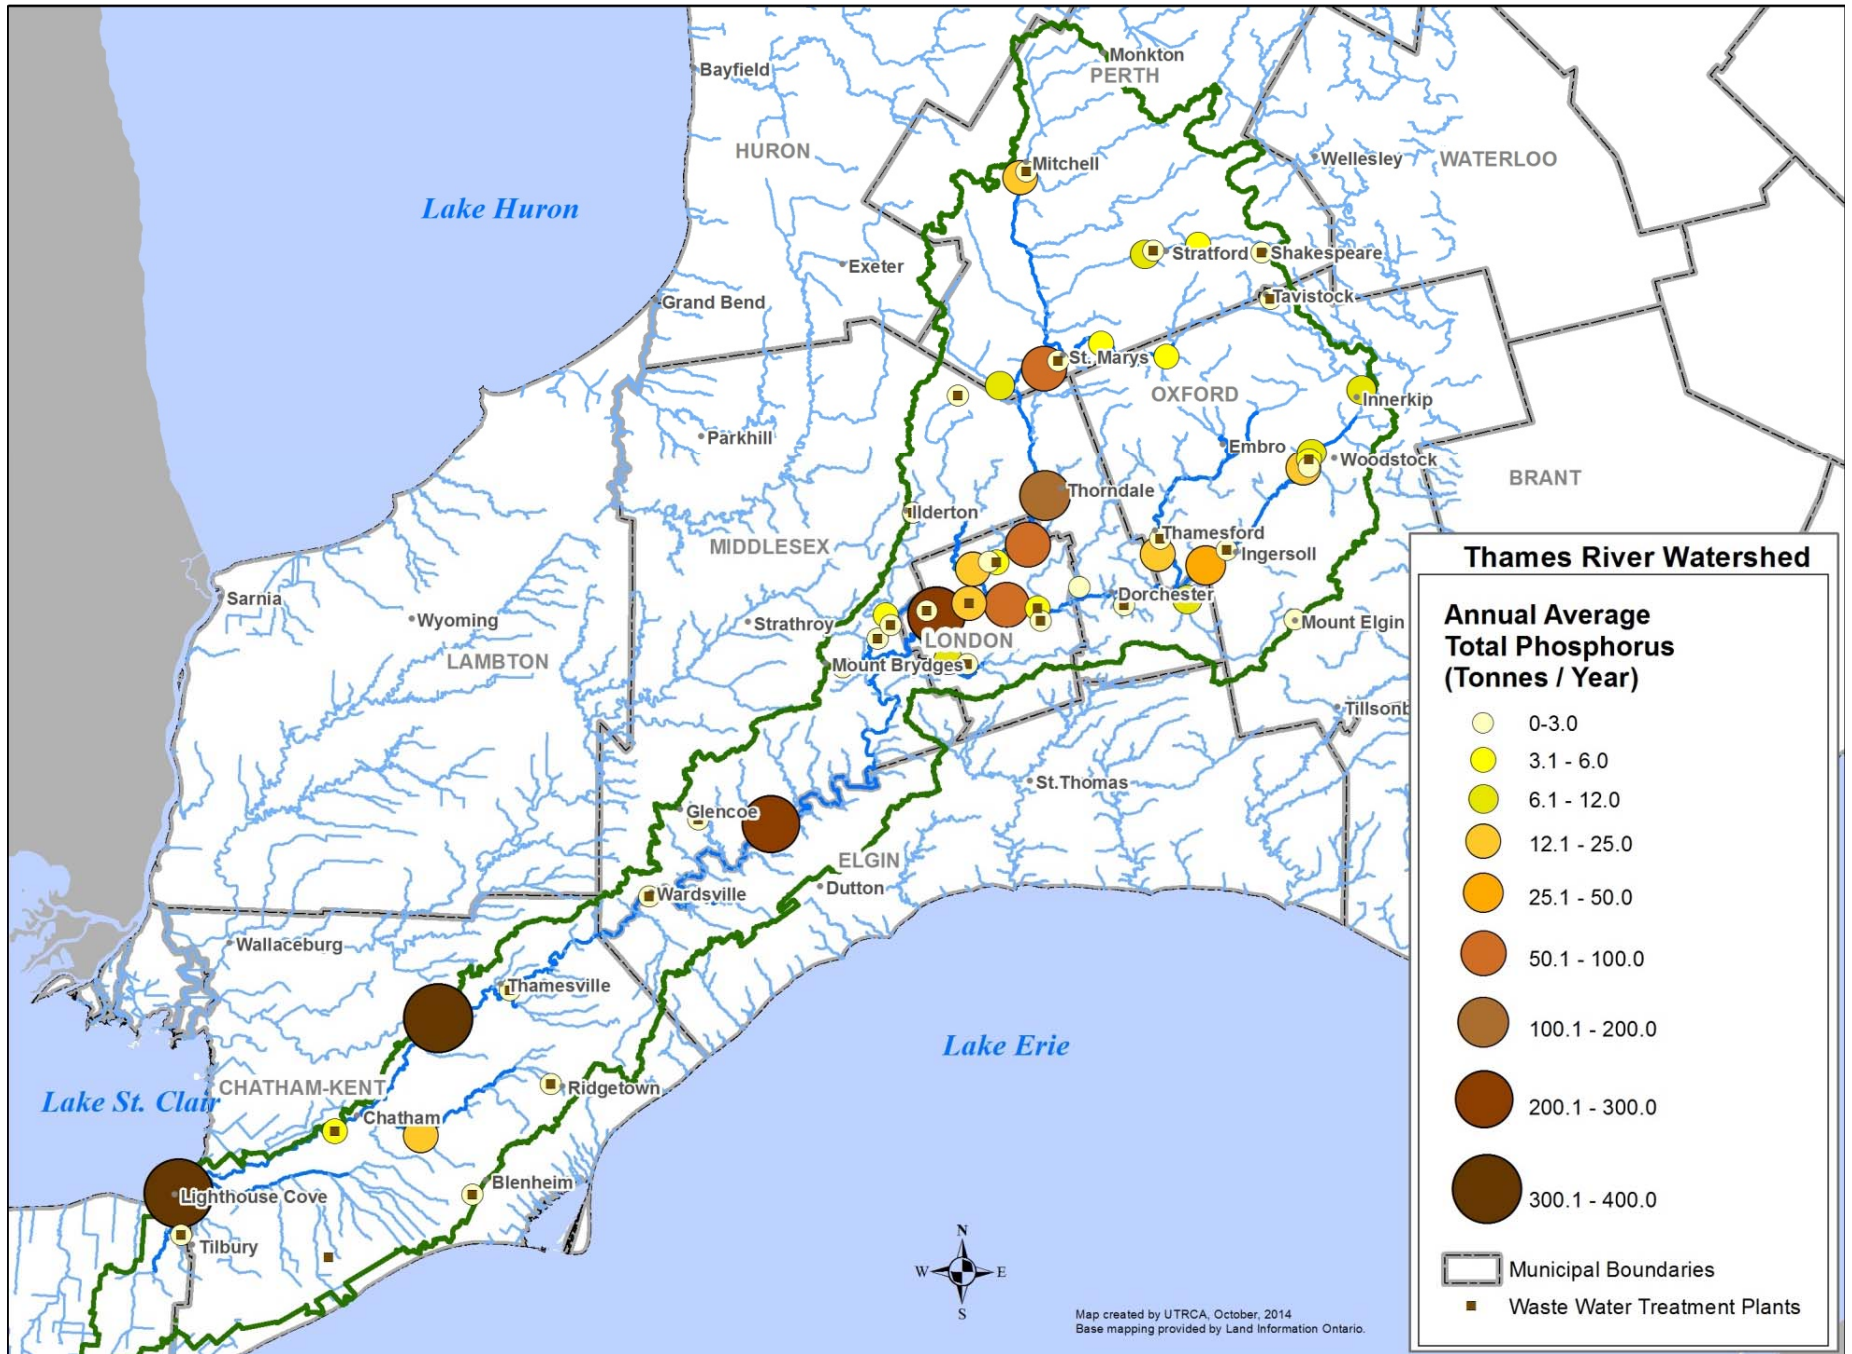 Monkton
PERTH
Bayfield
HURON
Mitchell
Wellesley
WATERLOO
Lake Huron
Stratford
Shakespeare
Exeter
Tavistock
Grand Bend
St. Marys
OXFORD
Innerkip
Parkhill
Embro
Woodstock
BRANT
Thorndale
Ilderton
MIDDLESEX
Thamesford
Ingersoll
Sarnia
Wyoming
Strathroy
Dorchester
Mount Elgin
LONDON
LAMBTON
Mount Brydges
Tillsonb
St.Thomas
Glencoe
ELGIN
Dutton
Wardsville
Wallaceburg
Thamesville
Lake Erie
CHATHAM-KENT
Ridgetown
Lake St. Clair
Chatham
Blenheim
Lighthouse Cove
Tilbury
N
W
E
S
Map created by UTRCA, October, 2014
Base mapping provided by Land Information Ontario.
Thames River Watershed
Annual Average
Total Phosphorus
(Tonnes / Year)
0-3.0
3.1 - 6.0
6.1 - 12.0
12.1 - 25.0
25.1 - 50.0
50.1 - 100.0
100.1 - 200.0
200.1 - 300.0
300.1 - 400.0
Municipal Boundaries
Waste Water Treatment Plants